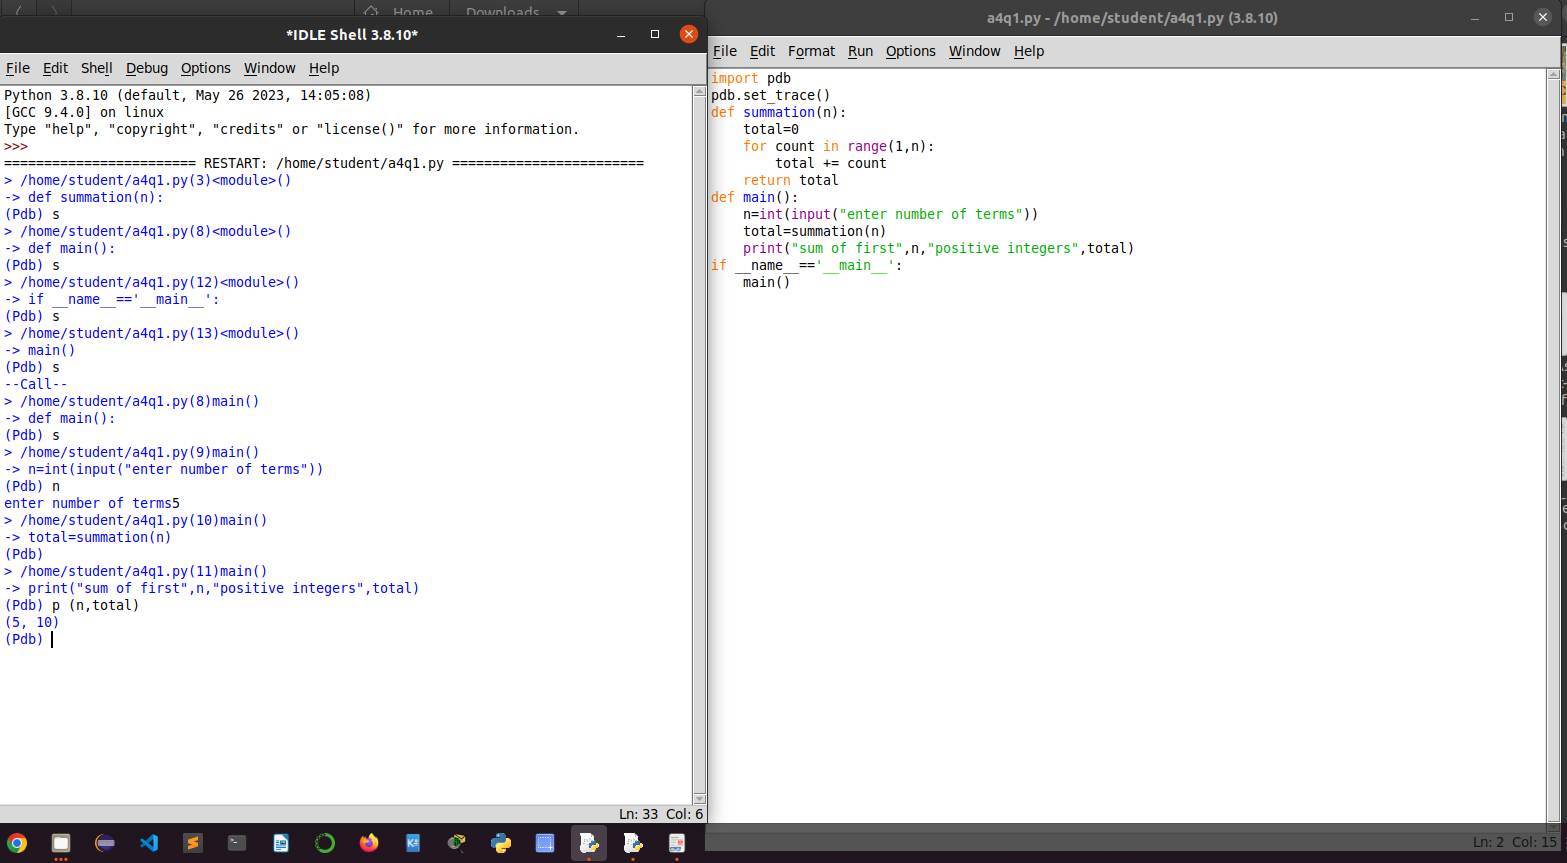 Home Downloads
*IDLE Shell 3.8.10*
File Edit Shell Debug Options Window Help
Python 3.8.10 (default, May 26 2023, 14:05:08)
[GCC 9.4.0] on linux
Type "help", "copyright", "credits" or "license()" for more information.
>>>
======================== RESTART: /home/student/a4q1.py ========================
> /home/student/a4q1.py(3)<module>()
-> def summation(n):
(Pdb) s
> /home/student/a4q1.py(8)<module>()
-> def main():
(Pdb) s
> /home/student/a4q1.py(12)<module>()
-> if __name__=='__main__':
(Pdb) s
> /home/student/a4q1.py(13)<module>()
-> main()
(Pdb) s
--Call--
> /home/student/a4q1.py(8)main()
-> def main():
(Pdb) s
> /home/student/a4q1.py(9)main()
-> n=int(input("enter number of terms"))
(Pdb) n
enter number of terms5
> /home/student/a4q1.py(10)main()
-> total=summation(n)
(Pdb)
> /home/student/a4q1.py(11)main()
-> print("sum of first",n,"positive integers",total)
(Pdb) p (n,total)
(5, 10)
(Pdb)
Ln: 33 Col: 6
a4q1.py - /home/student/a4q1.py (3.8.10)
File Edit Format Run Options Window Help
import pdb
pdb.set_trace()
def summation(n):
    total=0
    for count in range(1,n):
        total += count
    return total
def main():
    n=int(input("enter number of terms"))
    total=summation(n)
    print("sum of first",n,"positive integers",total)
if __name__=='__main__':
    main()
Ln: 2 Col: 15